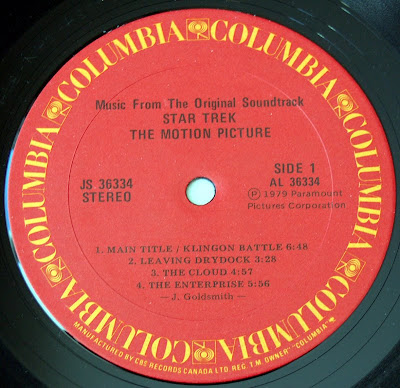 COLUMBIA COLUMBIA COLUMBIA COLUMBIA COLUMBIA COLUMBIA
Music From The Original Soundtrack
STAR TREK
THE MOTION PICTURE
JS 36334
STEREO
SIDE 1
AL 36334
Ⓟ 1979 Paramount
Pictures Corporation
1. MAIN TITLE / KLINGON BATTLE 6:48
2. LEAVING DRYDOCK 3:28
3. THE CLOUD 4:57
4. THE ENTERPRISE 5:56
— J. Goldsmith —
MANUFACTURED BY CBS RECORDS CANADA LTD. REG. T.M. OWNER "COLUMBIA"